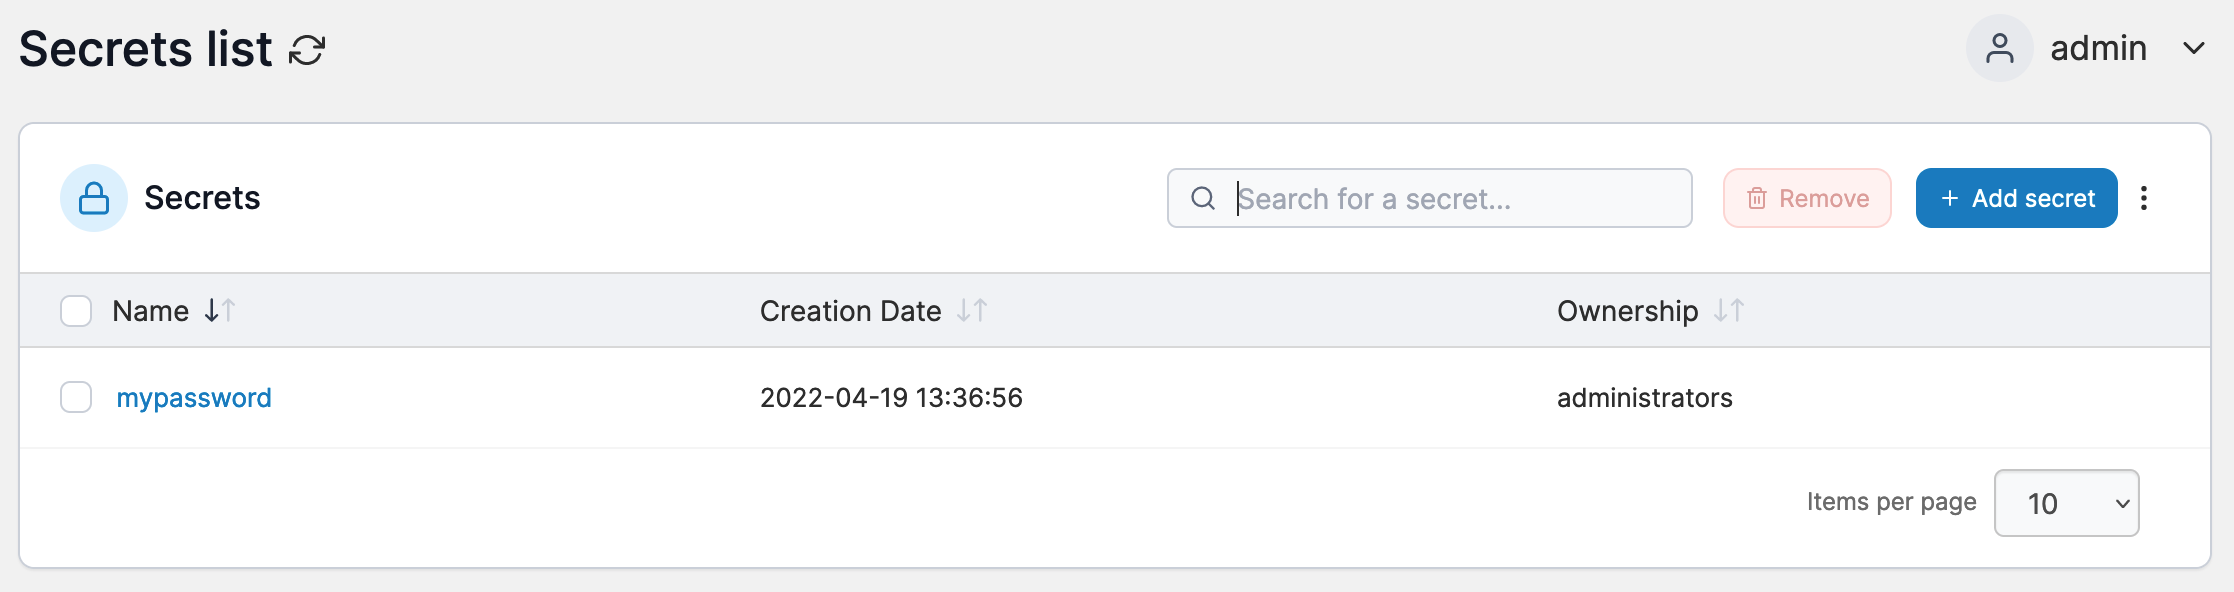 Secrets list
admin
Secrets
Search for a secret...
Remove
+ Add secret
Name
Creation Date
Ownership
mypassword
2022-04-19 13:36:56
administrators
Items per page
10